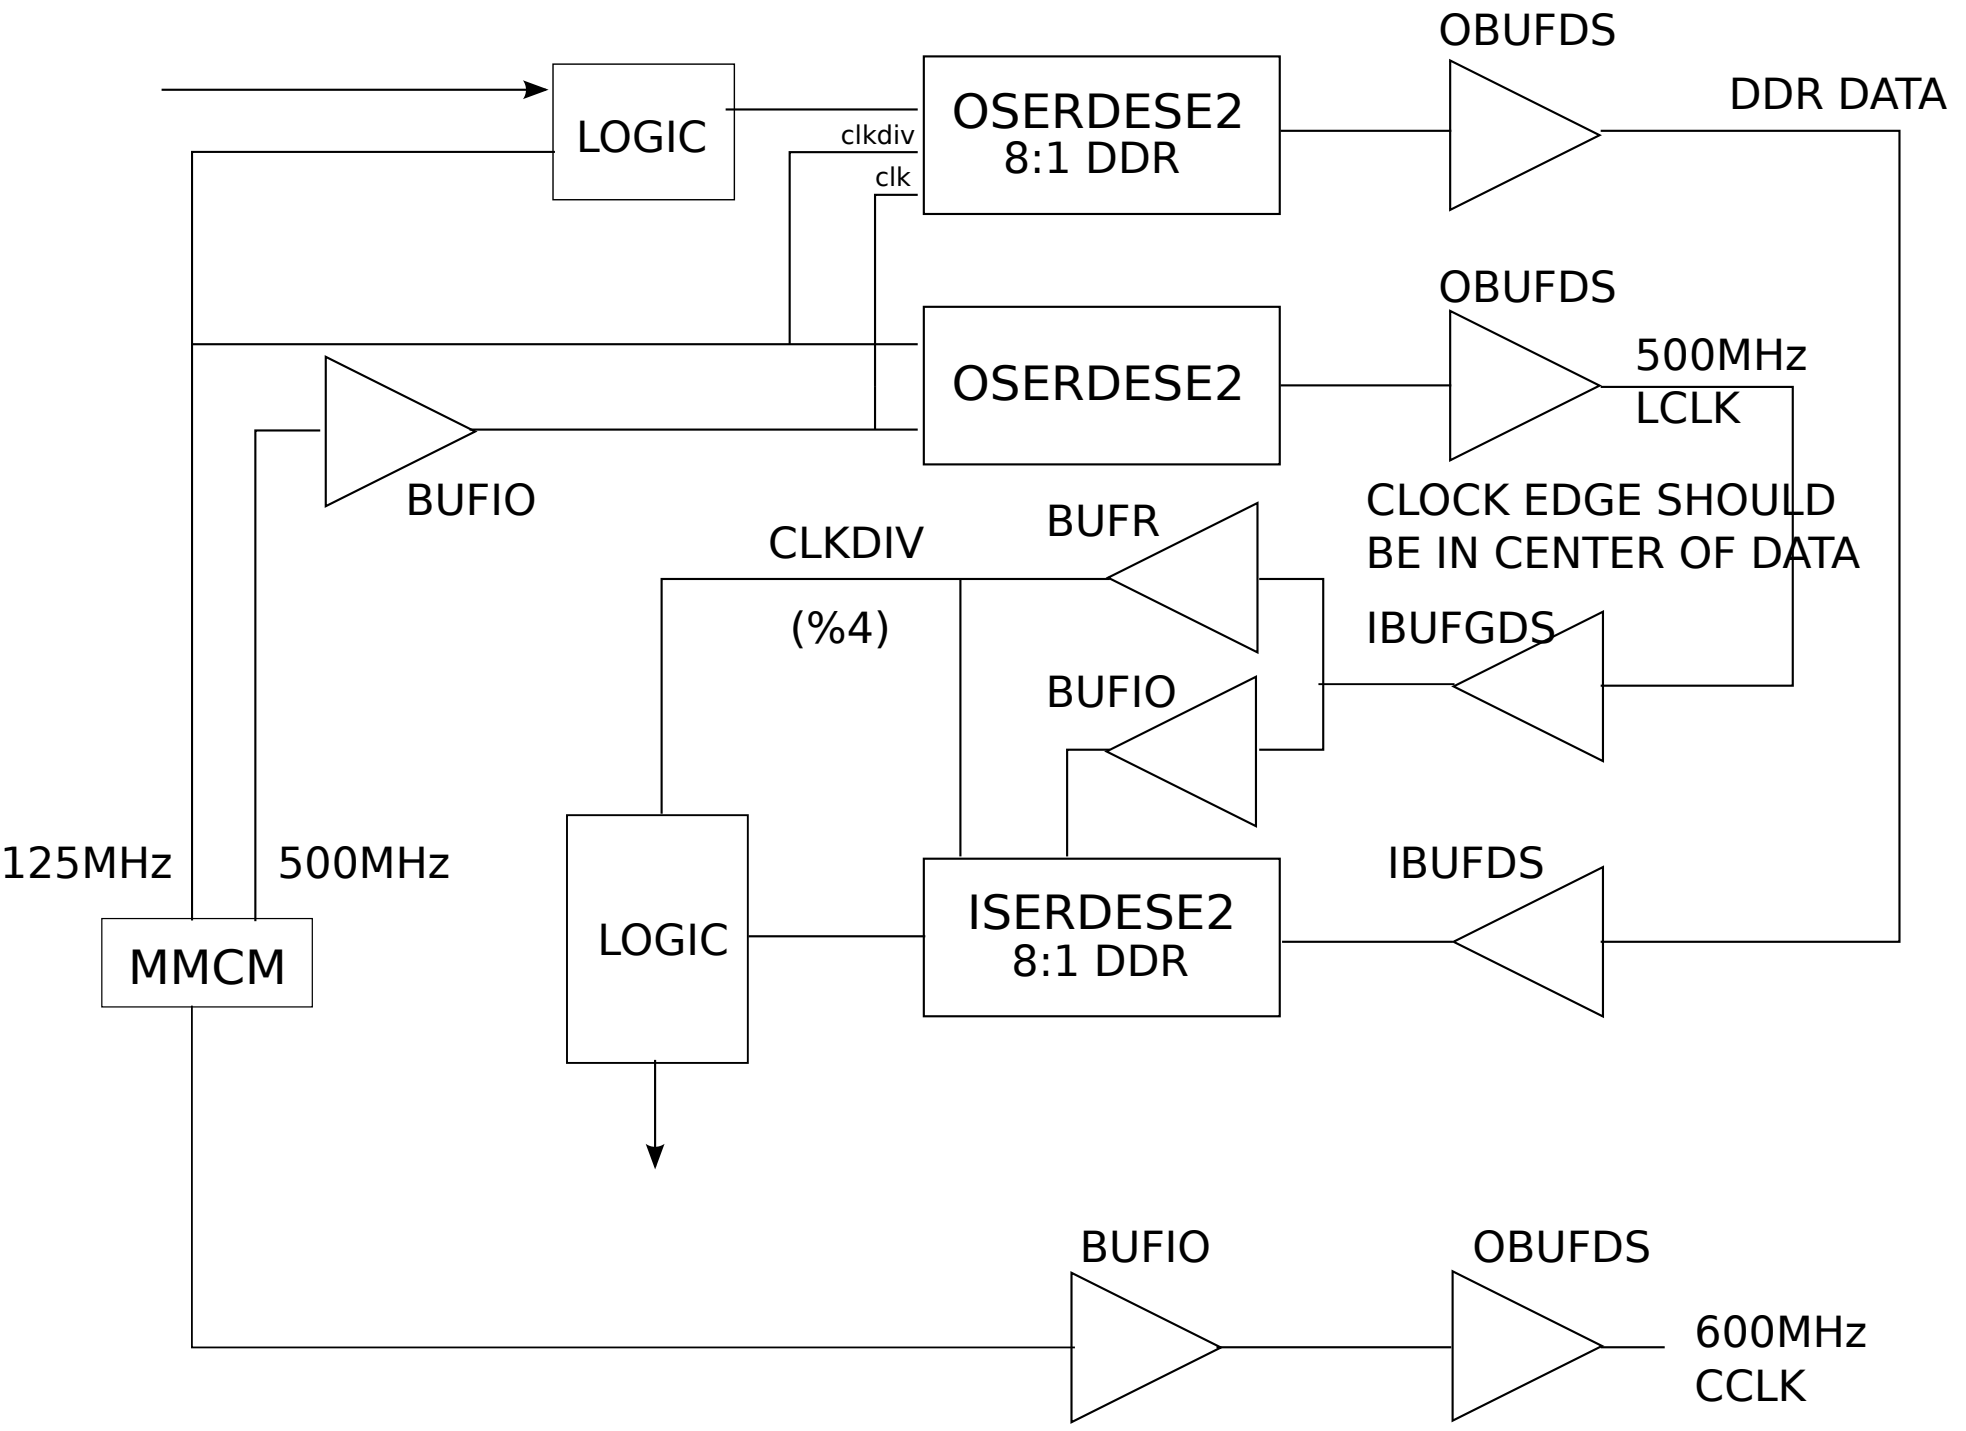 OBUFDS
DDR DATA
LOGIC
OSERDESE2
8:1 DDR
clkdiv
clk
OBUFDS
500MHz
LCLK
OSERDESE2
BUFIO
CLOCK EDGE SHOULD
BE IN CENTER OF DATA
BUFR
CLKDIV
(%4)
IBUFGDS
BUFIO
125MHz
500MHz
IBUFDS
MMCM
LOGIC
ISERDESE2
8:1 DDR
BUFIO
OBUFDS
600MHz
CCLK